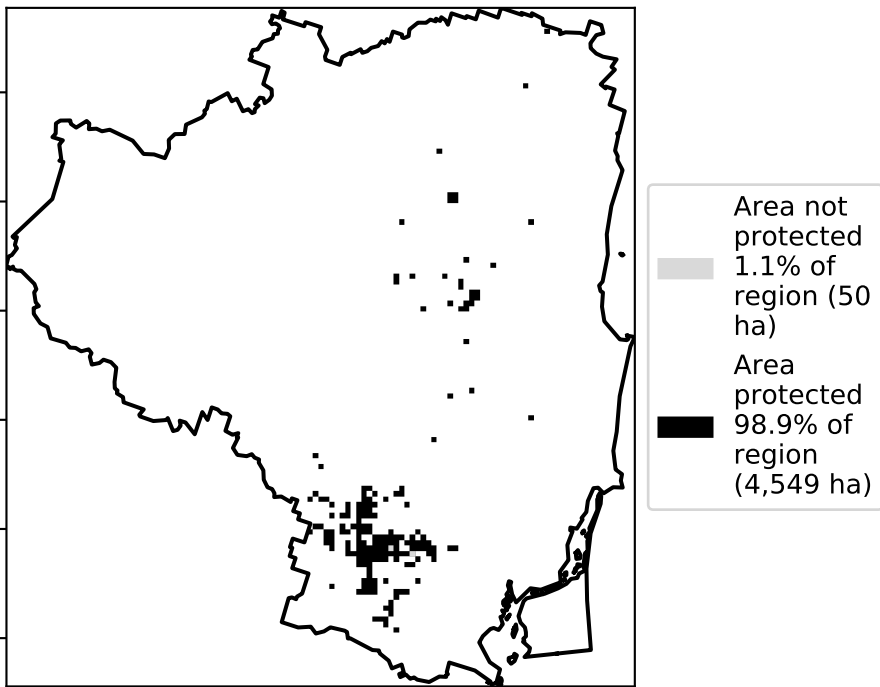 Area not
protected
1.1% of
region (50
ha)
Area
protected
98.9% of
region
(4,549 ha)